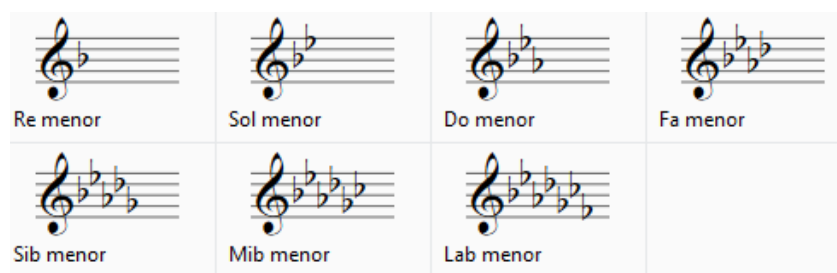 Re menor
Sol menor
Do menor
Fa menor
Sib menor
Mib menor
Lab menor